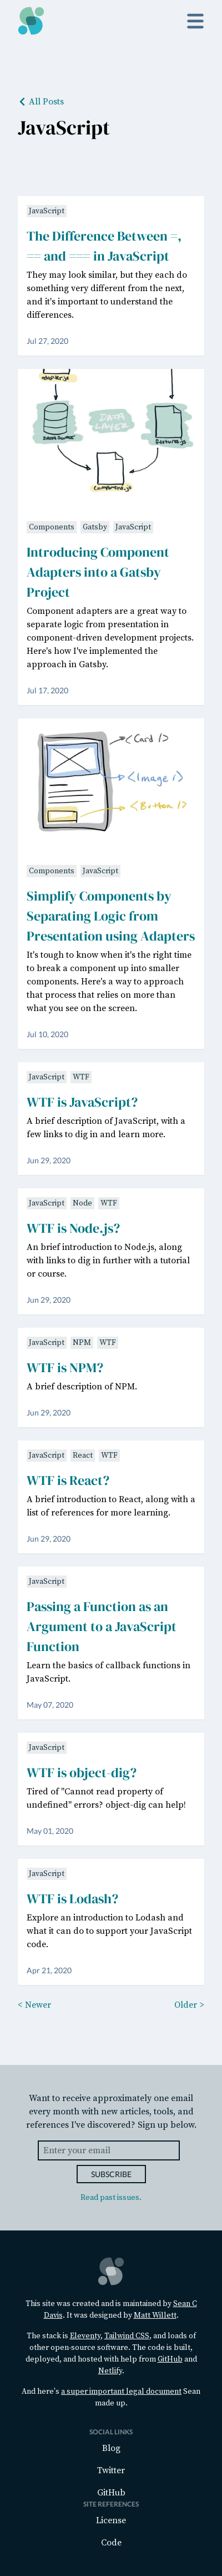 All Posts
JavaScript
JavaScript
The Difference Between =,
== and === in JavaScript
They may look similar, but they each do
something very different from the next,
and it's important to understand the
differences.
Jul 27, 2020
adapter.js
DATA
LAYER
Components Gatsby JavaScript
Introducing Component
Adapters into a Gatsby
Project
Component adapters are a great way to
separate logic from presentation in
component-driven development projects.
Here's how I've implemented the
approach in Gatsby.
Jul 17, 2020
<Card />
<Image />
<Button />
Components JavaScript
Simplify Components by
Separating Logic from
Presentation using Adapters
It's tough to know when it's the right time
to break a component up into smaller
components. Here's a way to approach
that process that relies on more than
what you see on the screen.
Jul 10, 2020
JavaScript WTF
WTF is JavaScript?
A brief description of JavaScript, with a
few links to dig in and learn more.
Jun 29, 2020
JavaScript Node WTF
WTF is Node.js?
An brief introduction to Node.js, along
with links to dig in further with a tutorial
or course.
Jun 29, 2020
JavaScript NPM WTF
WTF is NPM?
A brief description of NPM.
Jun 29, 2020
JavaScript React WTF
WTF is React?
A brief introduction to React, along with a
list of references for more learning.
Jun 29, 2020
JavaScript
Passing a Function as an
Argument to a JavaScript
Function
Learn the basics of callback functions in
JavaScript.
May 07, 2020
JavaScript
WTF is object-dig?
Tired of "Cannot read property of
undefined" errors? object-dig can help!
May 01, 2020
JavaScript
WTF is Lodash?
Explore an introduction to Lodash and
what it can do to support your JavaScript
code.
Apr 21, 2020
< Newer Older >
Want to receive approximately one email
every month with new articles, tools, and
references I've discovered? Sign up below.
Enter your email
SUBSCRIBE
Read past issues.
This site was created and is maintained by Sean C
Davis. It was designed by Matt Willett.
The stack is Eleventy, Tailwind CSS, and loads of
other open-source software. The code is built,
deployed, and hosted with help from GitHub and
Netlify.
And here's a super important legal document Sean
made up.
SOCIAL LINKS
Blog
Twitter
GitHub
SITE REFERENCES
License
Code